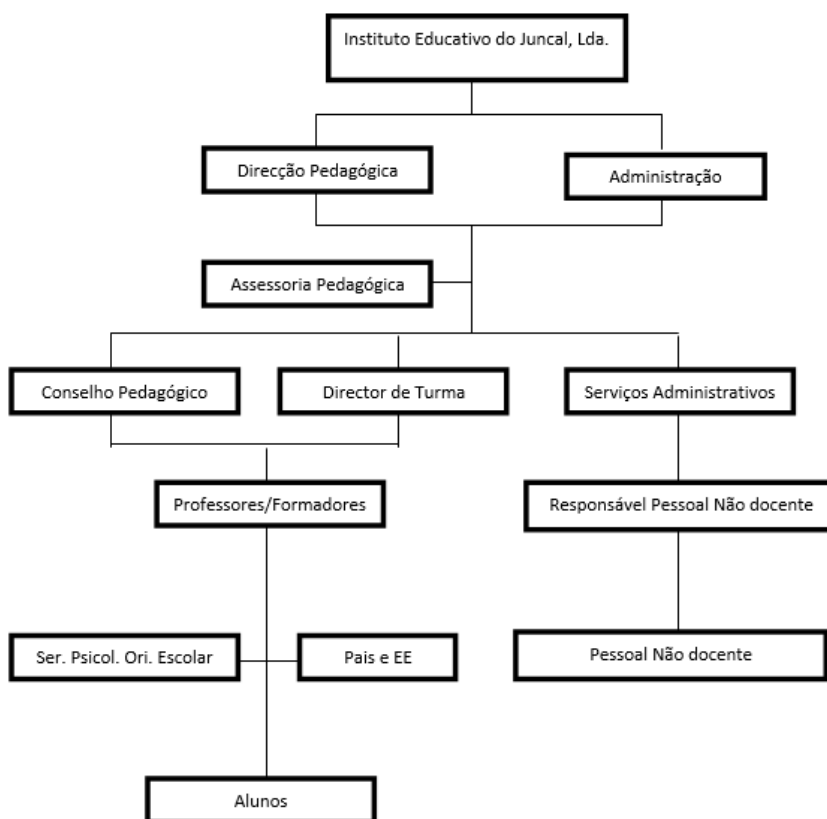 Instituto Educativo do Juncal, Lda.
Direcção Pedagógica
Administração
Assessoria Pedagógica
Conselho Pedagógico
Director de Turma
Serviços Administrativos
Professores/Formadores
Responsável Pessoal Não docente
Ser. Psicol. Ori. Escolar
Pais e EE
Pessoal Não docente
Alunos